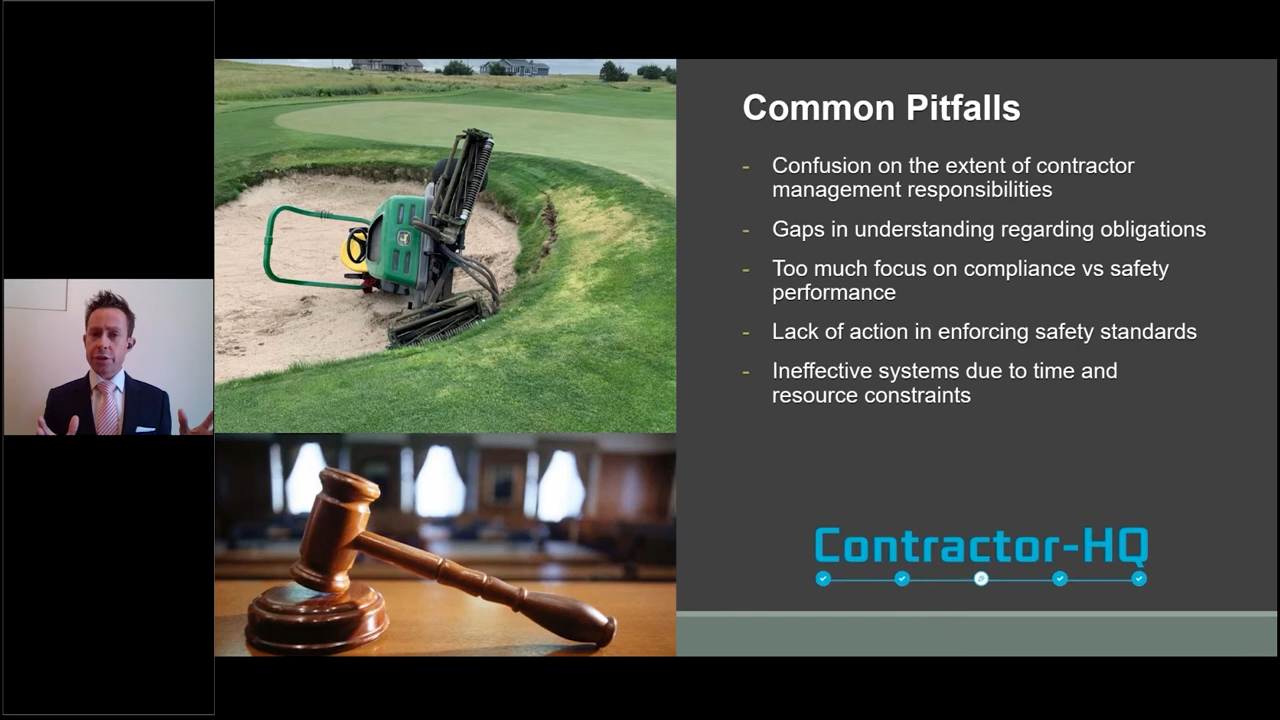 Common Pitfalls
- Confusion on the extent of contractor
management responsibilities
- Gaps in understanding regarding obligations
- Too much focus on compliance vs safety
performance
- Lack of action in enforcing safety standards
- Ineffective systems due to time and
resource constraints
Contractor-HQ